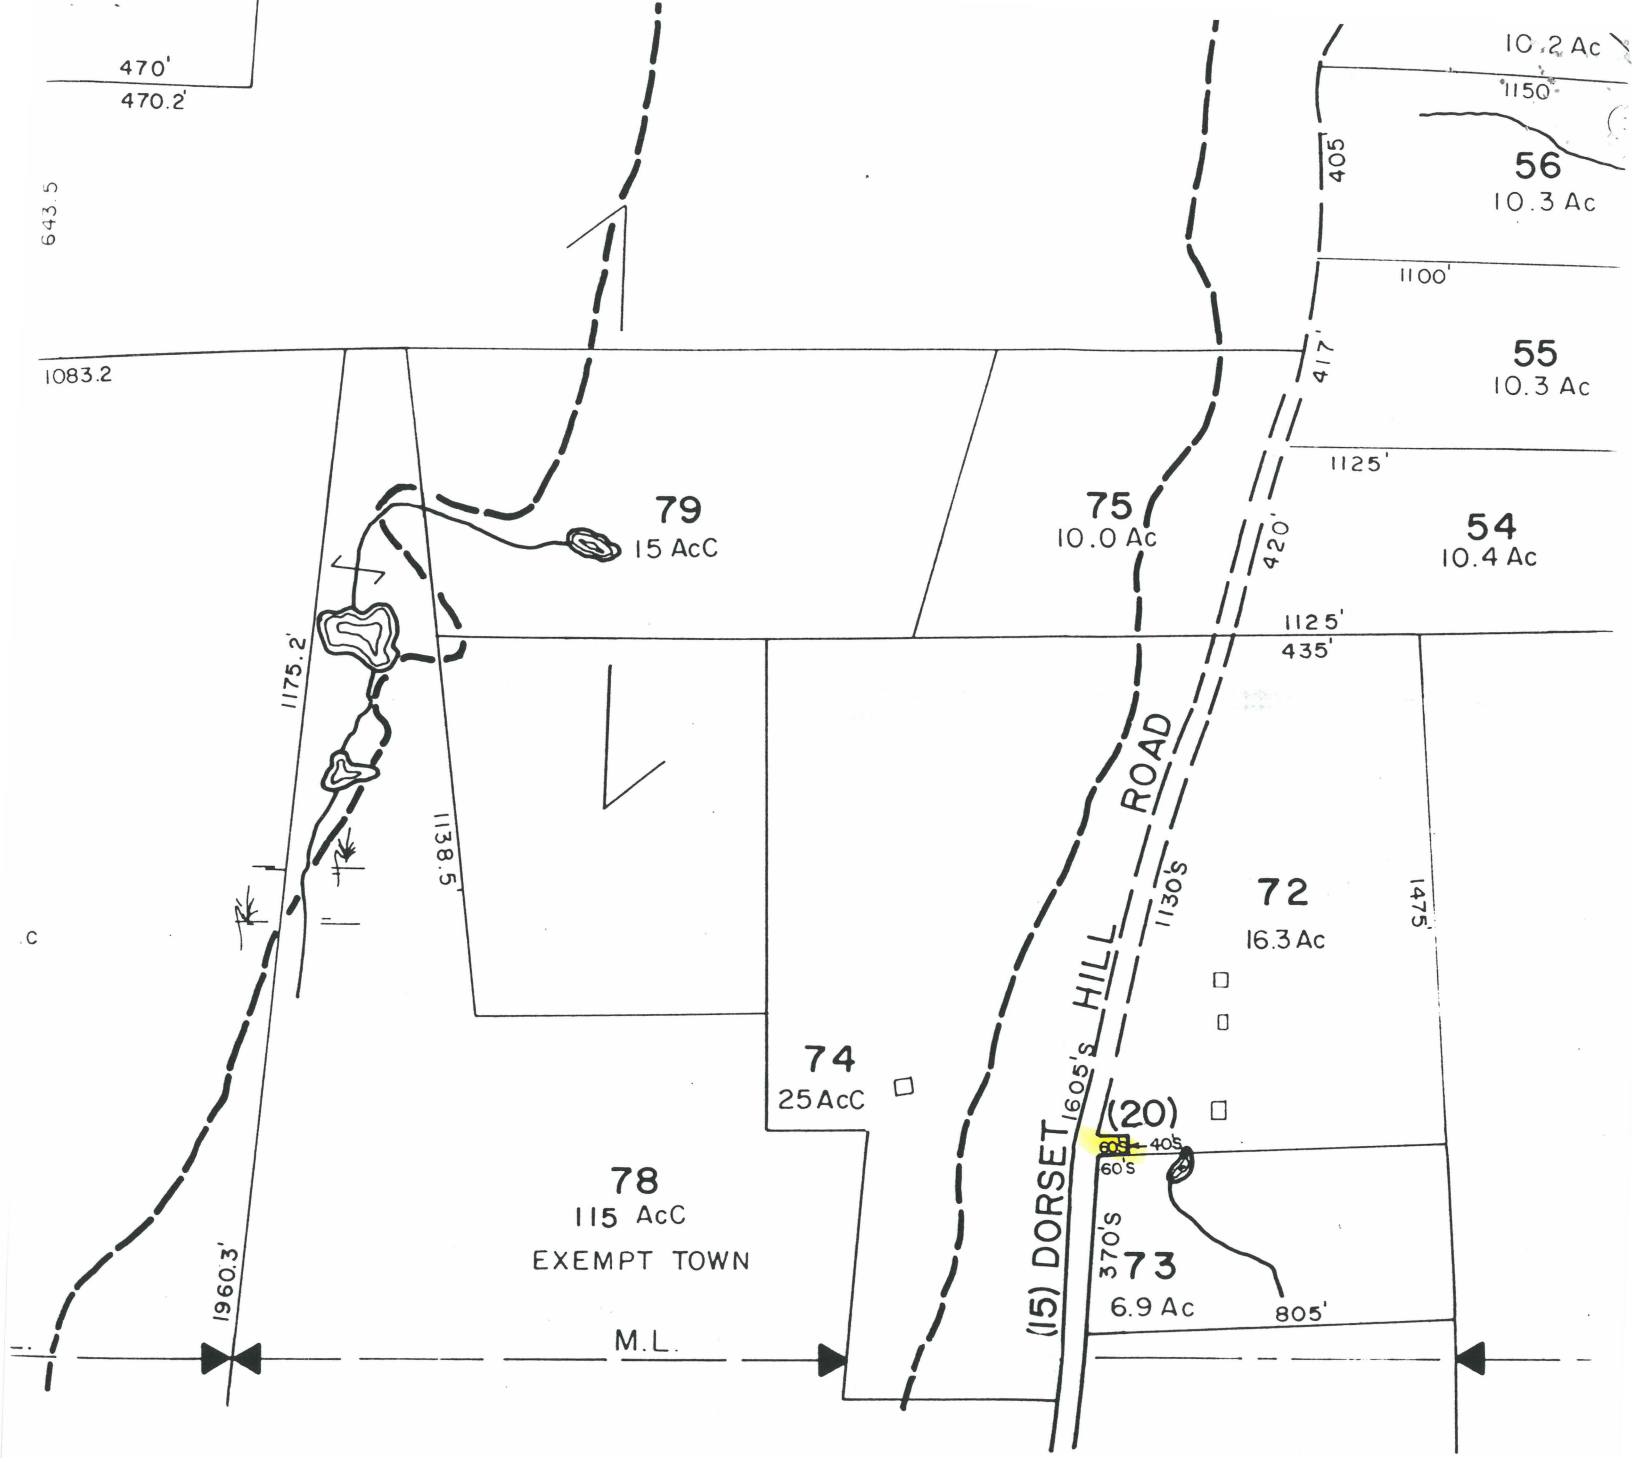 10.2 Ac
470'
470.2'
1150'
405
56
10.3 Ac
643.5
1100'
417'
55
10.3 Ac
1083.2
1125'
79
15 AcC
75
10.0 Ac
420'
54
10.4 Ac
1125'
435'
1175.2'
1138.5'
(15) DORSET HILL ROAD
1130'S
72
16.3 Ac
1475'
.C
74
25 AcC
1605'S
(20)
60'S
40'S
60'S
78
115 AcC
EXEMPT TOWN
370'S
73
6.9 Ac
805'
1960.3'
M.L.